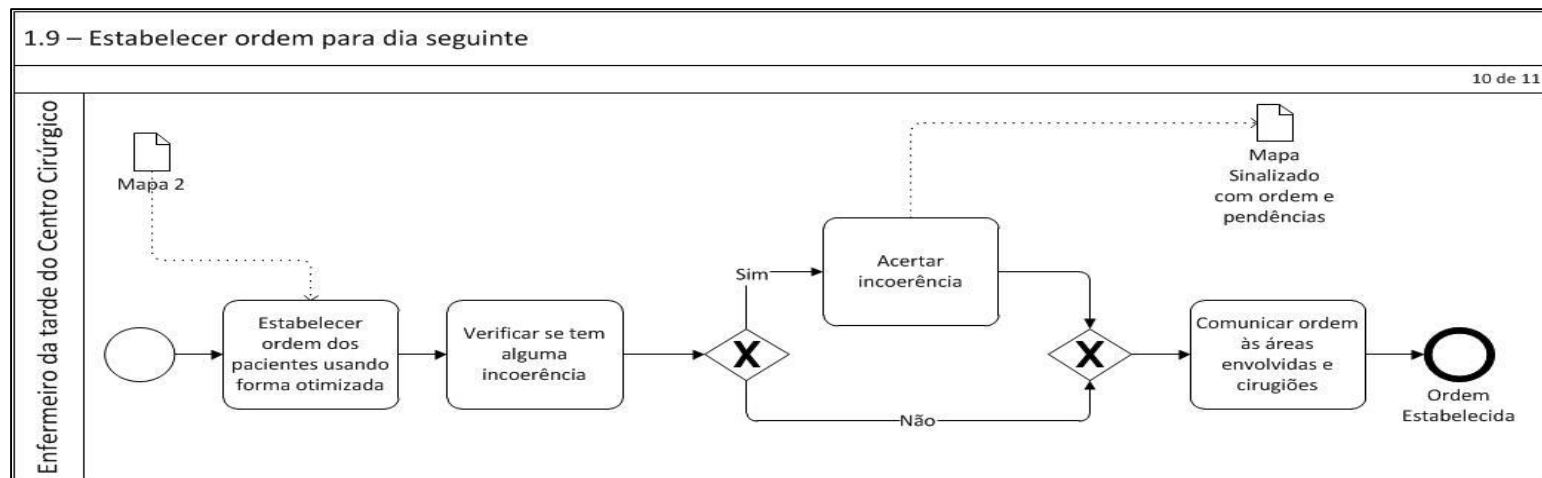 1.9 – Estabelecer ordem para dia seguinte
10 de 11
Enfermeiro da tarde do Centro Cirúrgico
Mapa 2
Estabelecer
ordem dos
pacientes usando
forma otimizada
Verificar se tem
alguma
incoerência
X
Sim
Acertar
incoerência
Mapa
Sinalizado
com ordem e
pendências
Não
X
Comunicar ordem
às áreas
envolvidas e
cirugiões
Ordem
Estabelecida